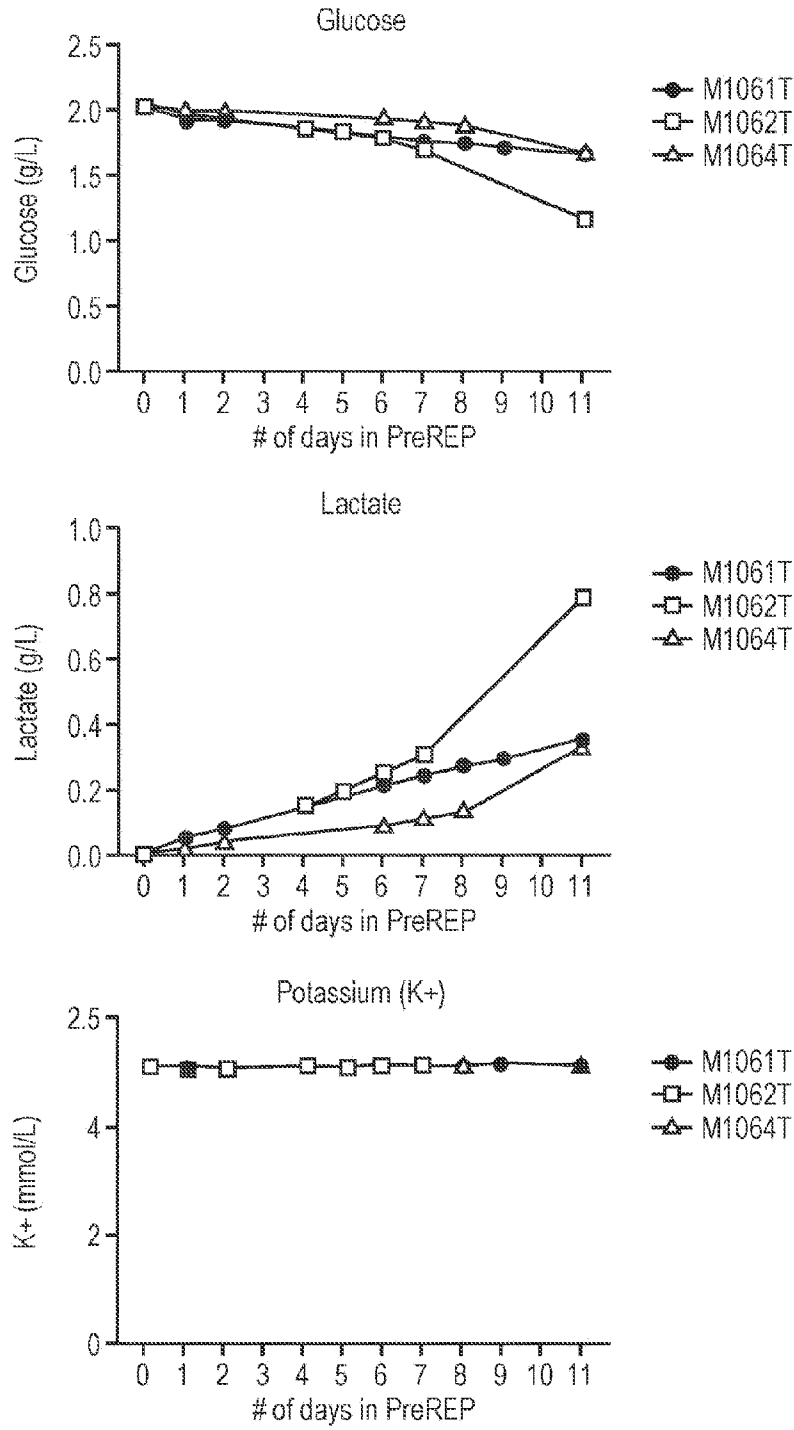 Glucose
2.5
2.0
1.5
1.0
0.5
0.0
Glucose (g/L)
0 1 2 3 4 5 6 7 8 9 10 11
# of days in PreREP
M1061T
M1062T
M1064T
Lactate
1.0
0.8
0.6
0.4
0.2
0.0
Lactate (g/L)
0 1 2 3 4 5 6 7 8 9 10 11
# of days in PreREP
M1061T
M1062T
M1064T
Potassium (K+)
2.5
4
2
0
K+ (mmol/L)
0 1 2 3 4 5 6 7 8 9 10 11
# of days in PreREP
M1061T
M1062T
M1064T